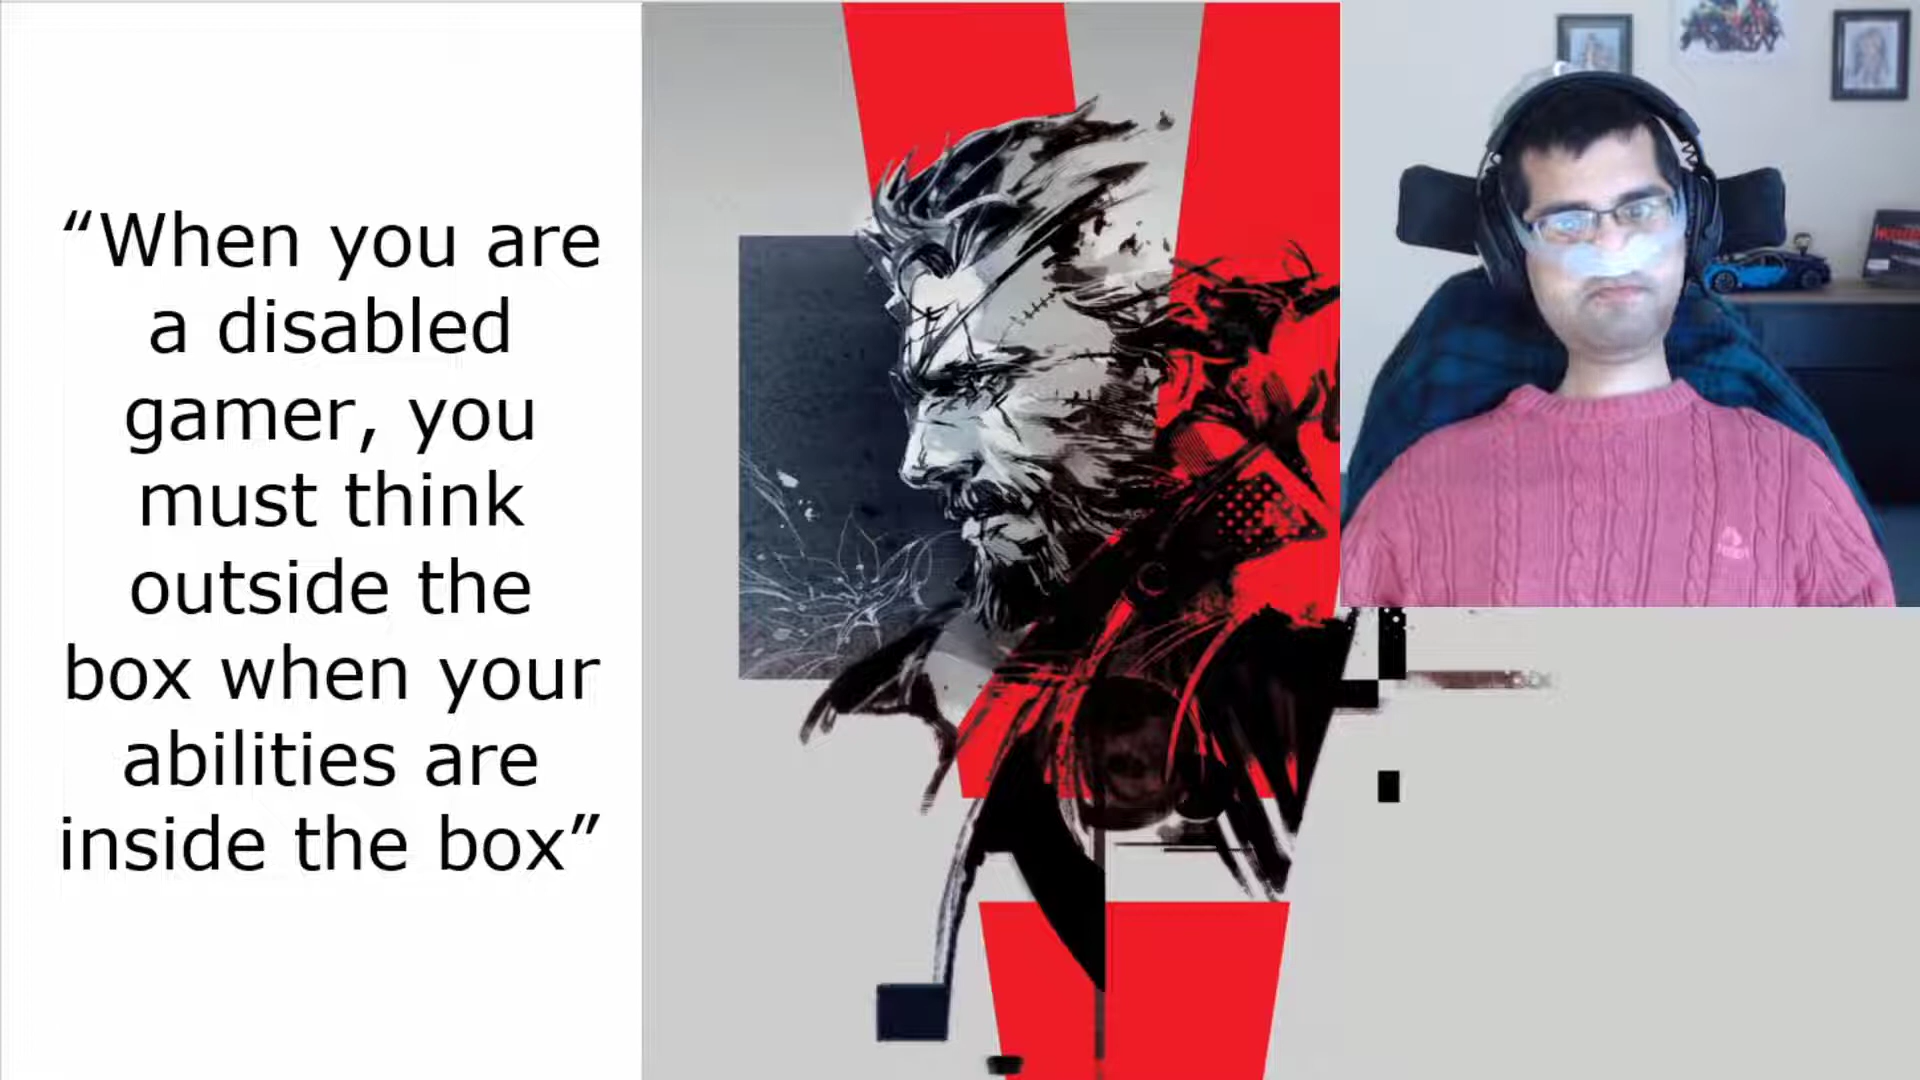 “When you are
a disabled
gamer, you
must think
outside the
box when your
abilities are
inside the box”